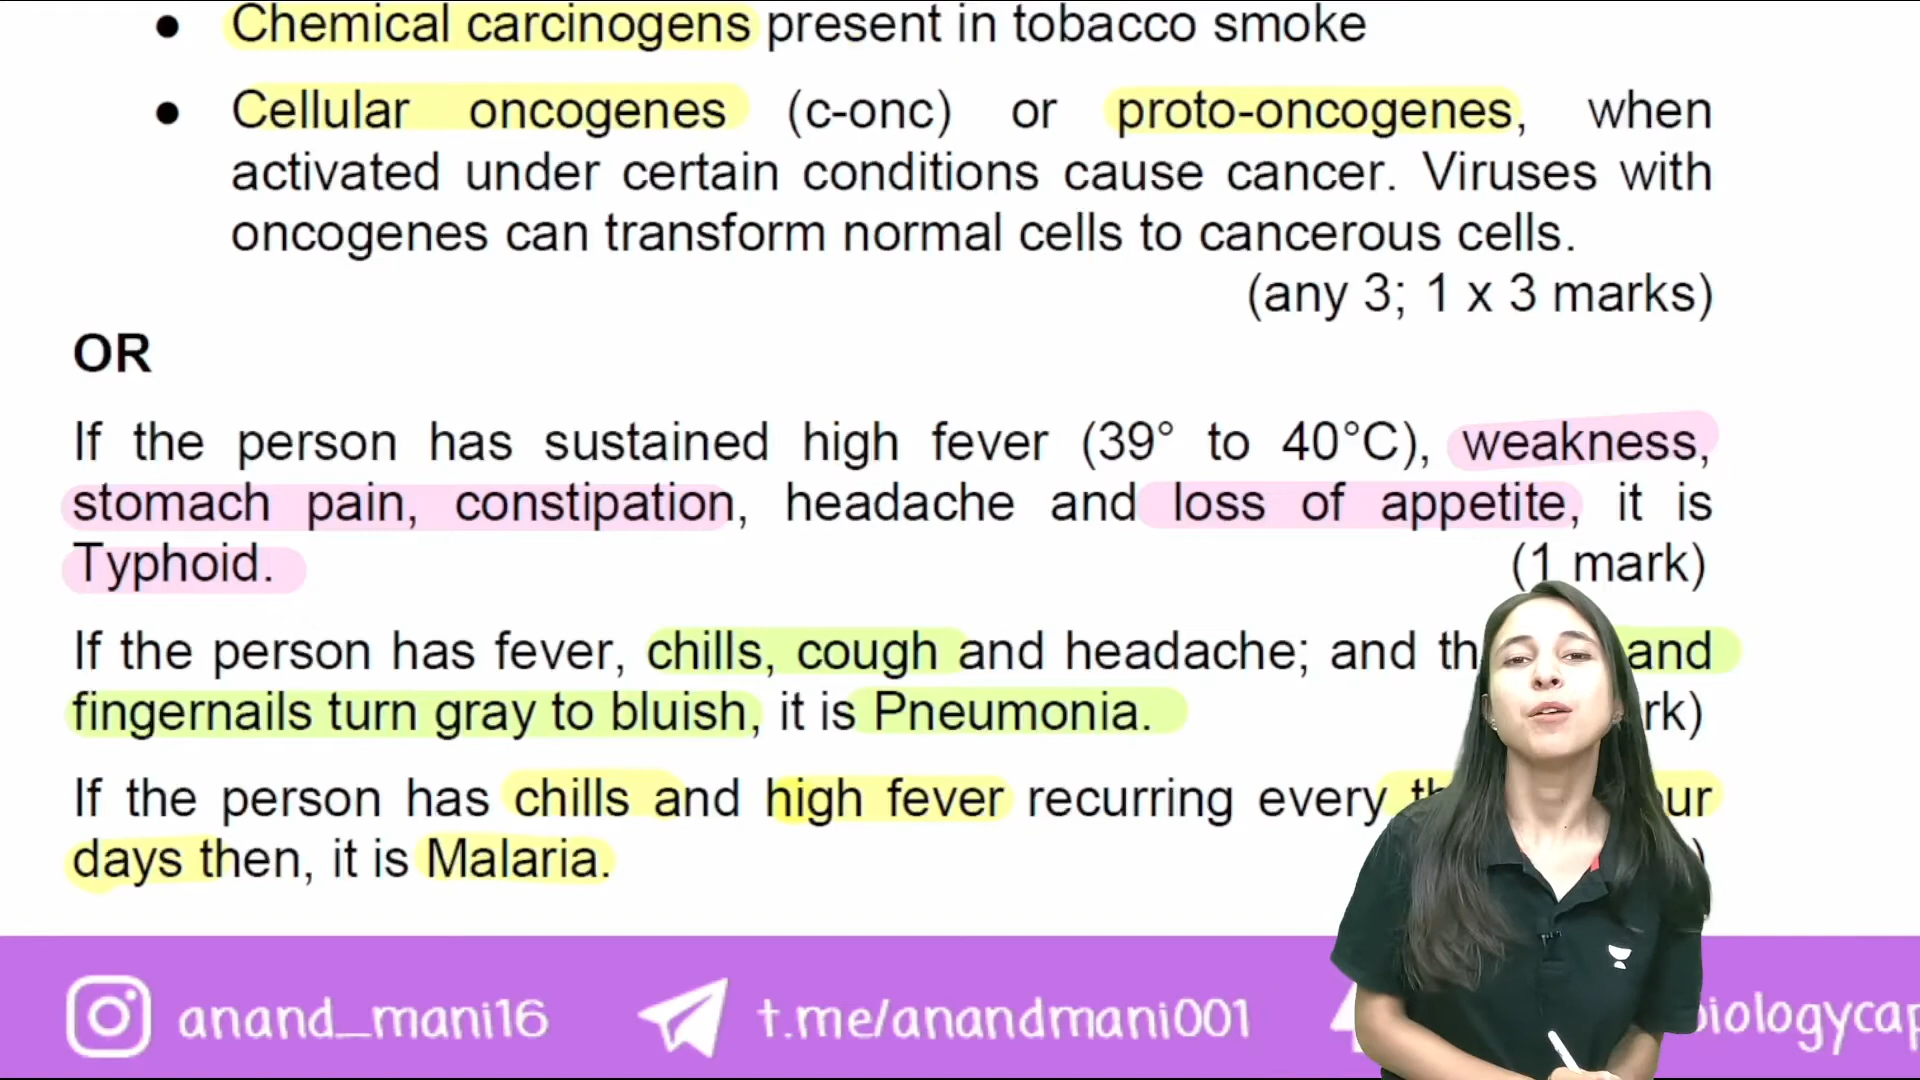 • Chemical carcinogens present in tobacco smoke
• Cellular oncogenes (c-onc) or proto-oncogenes, when
activated under certain conditions cause cancer. Viruses with
oncogenes can transform normal cells to cancerous cells.
(any 3; 1 x 3 marks)
OR
If the person has sustained high fever (39° to 40°C), weakness,
stomach pain, constipation, headache and loss of appetite, it is
Typhoid. (1 mark)
If the person has fever, chills, cough and headache; and and
fingernails turn gray to bluish, it is Pneumonia.
If the person has chills and high fever recurring every
days then, it is Malaria.
anand_mani16 t.me/anandmani001